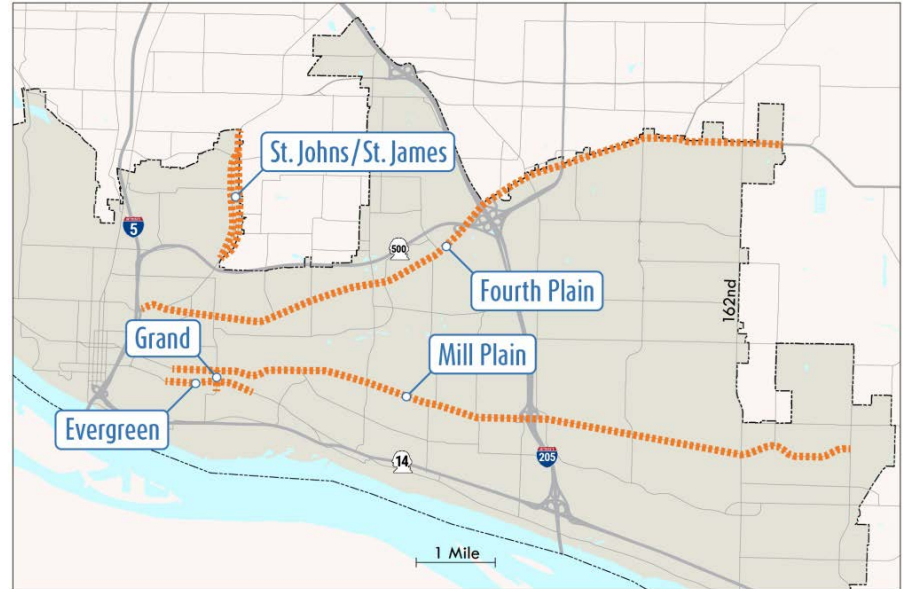 St. Johns/St. James
5
500
Fourth Plain
162nd
Grand
Mill Plain
Evergreen
14
205
1 Mile